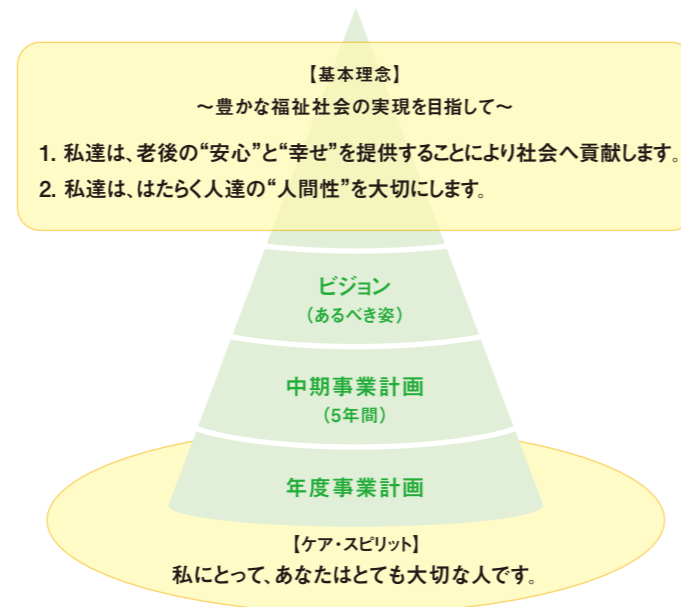 【基本理念】
～豊かな福祉社会の実現を目指して～
1. 私達は、老後の“安心”と“幸せ”を提供することにより社会へ貢献します。
2. 私達は、はたらく人達の“人間性”を大切にします。
ビジョン
（あるべき姿）
中期事業計画
（5年間）
年度事業計画
【ケア・スピリット】
私にとって、あなたはとても大切な人です。